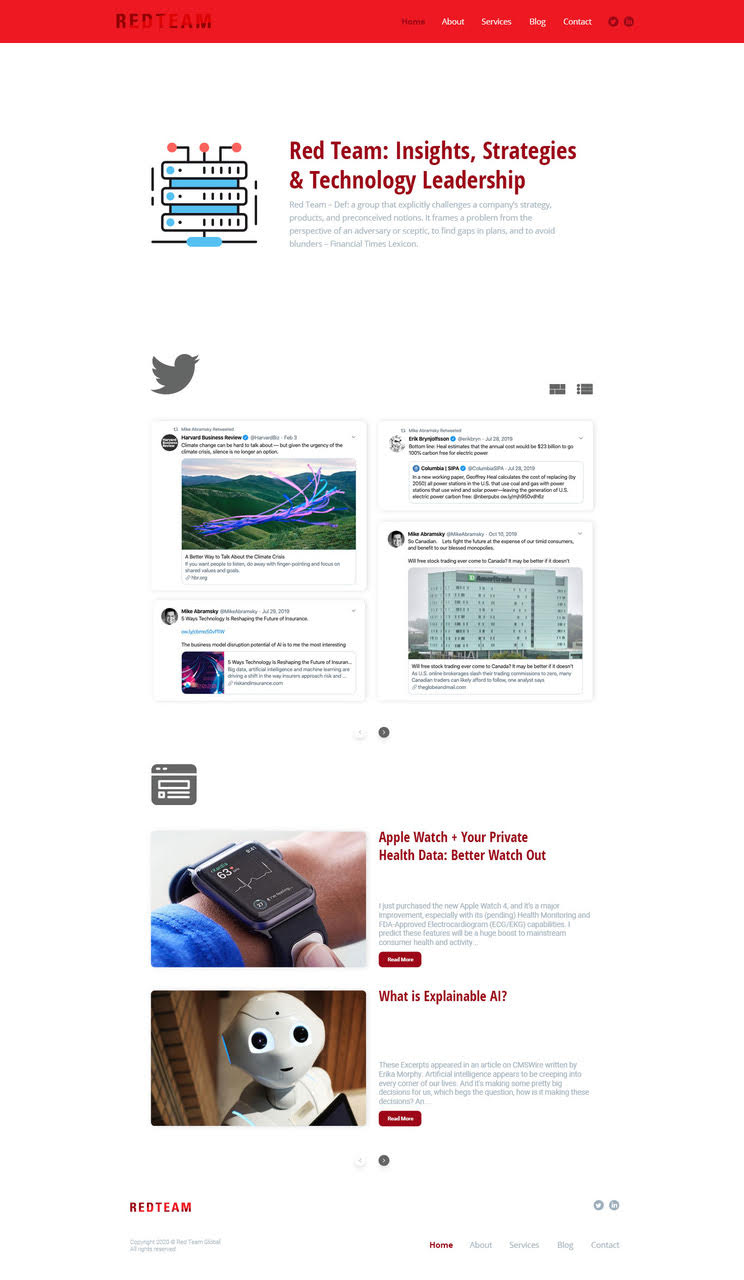 REDTEAM
Home About Services Blog Contact
Red Team: Insights, Strategies
& Technology Leadership
Red Team – Def: a group that explicitly challenges a company's strategy,
products, and preconceived notions. It frames a problem from the
perspective of an adversary or sceptic, to find gaps in plans, and to avoid
blunders – Financial Times Lexicon.
Mike Abramsky Retweeted
Harvard Business Review @HarvardBiz · Feb 3
Climate change can be hard to talk about — but given the urgency of the
climate crisis, silence is no longer an option.
A Better Way to Talk About the Climate Crisis
If you want people to listen, do away with finger-pointing and focus on
shared values and goals.
hbr.org
Mike Abramsky @MikeAbramsky · Jul 29, 2019
5 Ways Technology Is Reshaping the Future of Insurance.
The business model disruption potential of AI is to me the most interesting
5 Ways Technology Is Reshaping the Future of Insuran...
Big data, artificial intelligence and machine learning are
driving a shift in the way insurers approach risk and ...
riskandinsurance.com
Mike Abramsky Retweeted
Erik Brynjolfsson @erikbryn · Jul 28, 2019
Bottom line: Heal estimates that the annual cost would be $23 billion to go
100% carbon free for electric power
Columbia | SIPA @ColumbiaSIPA · Jul 28, 2019
In a new working paper, Geoffrey Heal calculates the cost of replacing (by
2050) all power stations in the U.S. that use coal and gas with power
stations that use wind and solar power—leaving the generation of U.S.
electric power carbon free: @nberpubs ow.ly/mjh950vdh6z
Mike Abramsky @MikeAbramsky · Oct 10, 2019
So Canadian. Lets fight the future at the expense of our timid consumers,
and benefit to our blessed monopolies.
Will free stock trading ever come to Canada? It may be better if it doesn't
Ameritrade
Will free stock trading ever come to Canada? It may be better if it doesn't
As U.S. online brokerages slash their trading commissions to zero, many
Canadian traders can likely afford to follow, one analyst says
theglobeandmail.com
Apple Watch + Your Private
Health Data: Better Watch Out
I just purchased the new Apple Watch 4, and it's a major
improvement, especially with its (pending) Health Monitoring and
FDA-Approved Electrocardiogram (ECG/EKG) capabilities. I
predict these features will be a huge boost to mainstream
consumer health and activity...
Read More
63
What is Explainable AI?
These Excerpts appeared in an article on CMSWire written by
Erika Morphy. Artificial intelligence appears to be creeping into
every corner of our lives. And it's making some pretty big
decisions for us, which begs the question, how is it making these
decisions? An...
Read More
REDTEAM
Copyright 2020 © Red Team Global.
All rights reserved
Home About Services Blog Contact